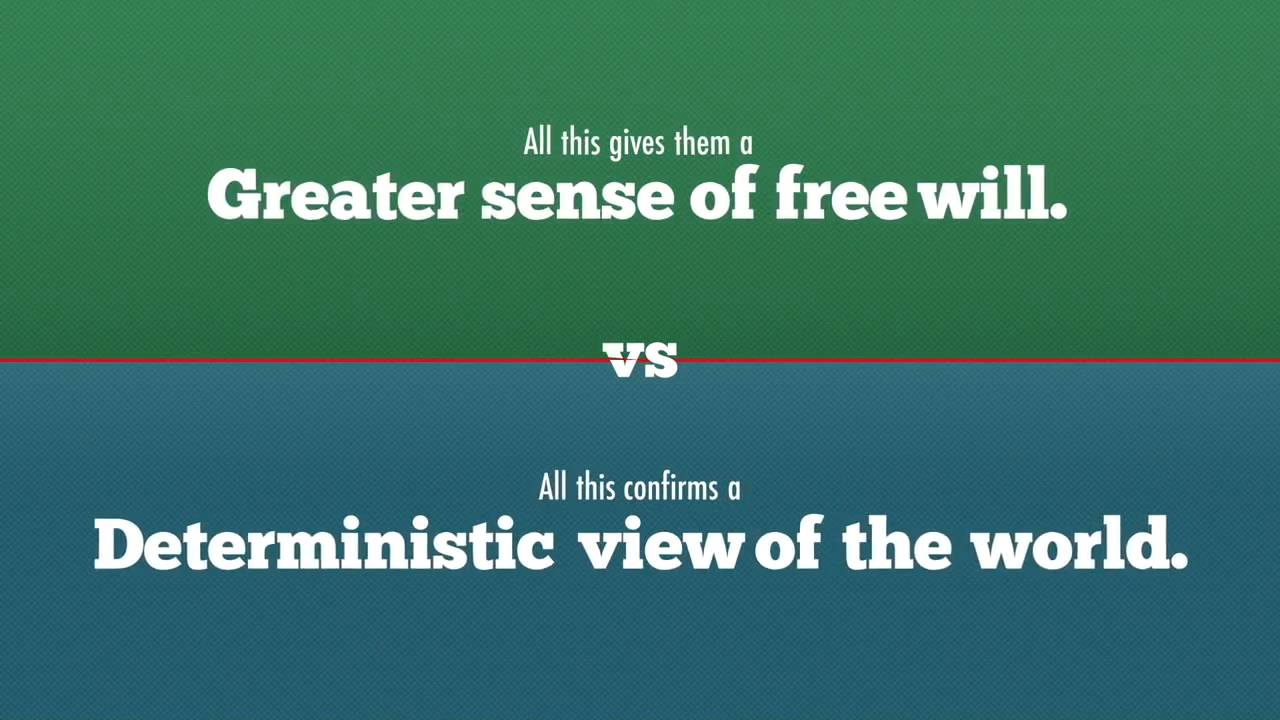 All this gives them a
Greater sense of free will.
vs
All this confirms a
Deterministic view of the world.